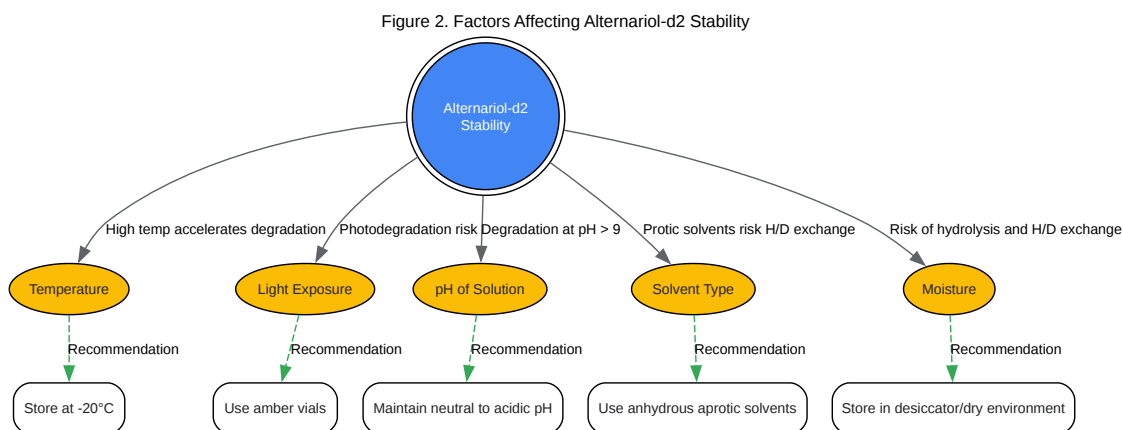 Figure 2. Factors Affecting Alternariol-d2 Stability
Alternariol-d2
Stability
High temp accelerates degradation
Photodegradation risk
Degradation at pH > 9
Protic solvents risk H/D exchange
Risk of hydrolysis and H/D exchange
Temperature
Light Exposure
pH of Solution
Solvent Type
Moisture
Recommendation
Recommendation
Recommendation
Recommendation
Recommendation
Store at -20°C
Use amber vials
Maintain neutral to acidic pH
Use anhydrous aprotic solvents
Store in desiccator/dry environment